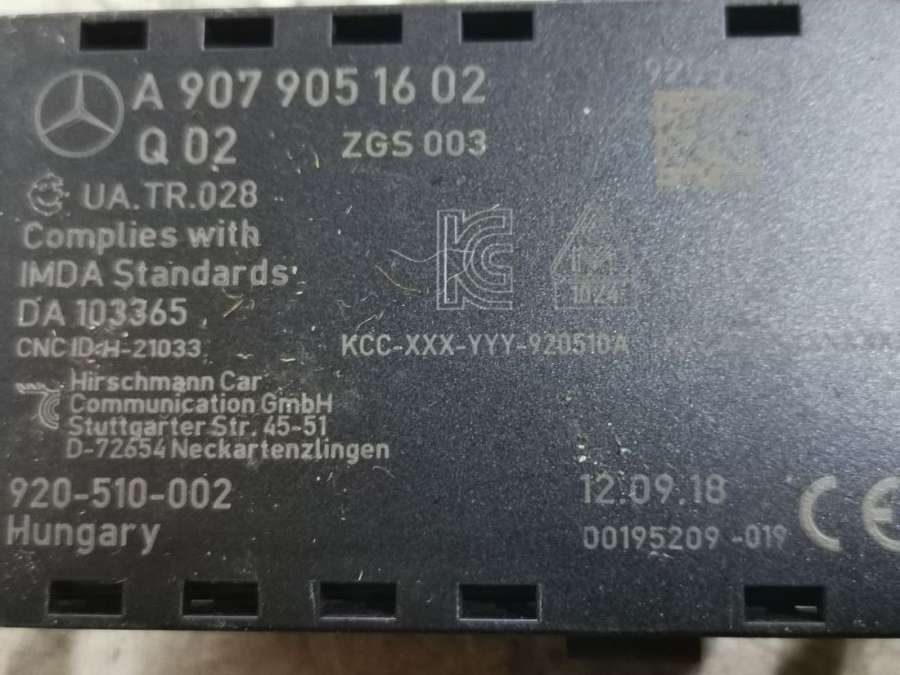 A 907 905 16 02
Q 02 ZGS 003
UA.TR.028
Complies with
IMDA Standards
DA 103365
CNC ID:H-21033
KCC-XXX-YYY-920510A
1024
Hirschmann Car
Communication GmbH
Stuttgarter Str. 45-51
D-72654 Neckartenzlingen
920-510-002
Hungary
12.09.18
D0195209 -019
CE